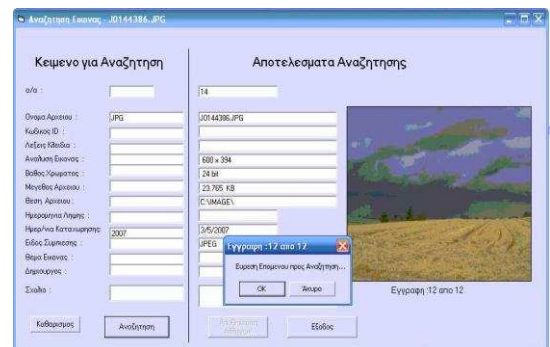 Αναζητηση Εικονας - J0144386.JPG
Κειμενο για Αναζητηση
Αποτελεσματα Αναζητησης
α/α :
14
Ονομα Αρχειου : JPG J0144386.JPG
Κωδικος ID :
Λεξεις Κλειδια :
Αναλυση Εικονας : 600 x 394
Βαθος Χρωματος : 24 bit
Μεγεθος Αρχειου : 23.765 KB
Θεση Αρχειου : C:\IMAGE\
Ημερομηνια Ληψης :
Ημερ/νια Καταχωρησης: 2007 3/5/2007
Ειδος Συμπιεσης : JPEG
Θεμα Εικονας :
Δημιουργος :
Σχολιο :
Εγγραφη :12 απο 12
Ευρεση Επομενου προς Αναζητηση...
OK Άκυρο
Εγγραφη :12 απο 12
Καθαρισμος Αναζητηση Εξοδος